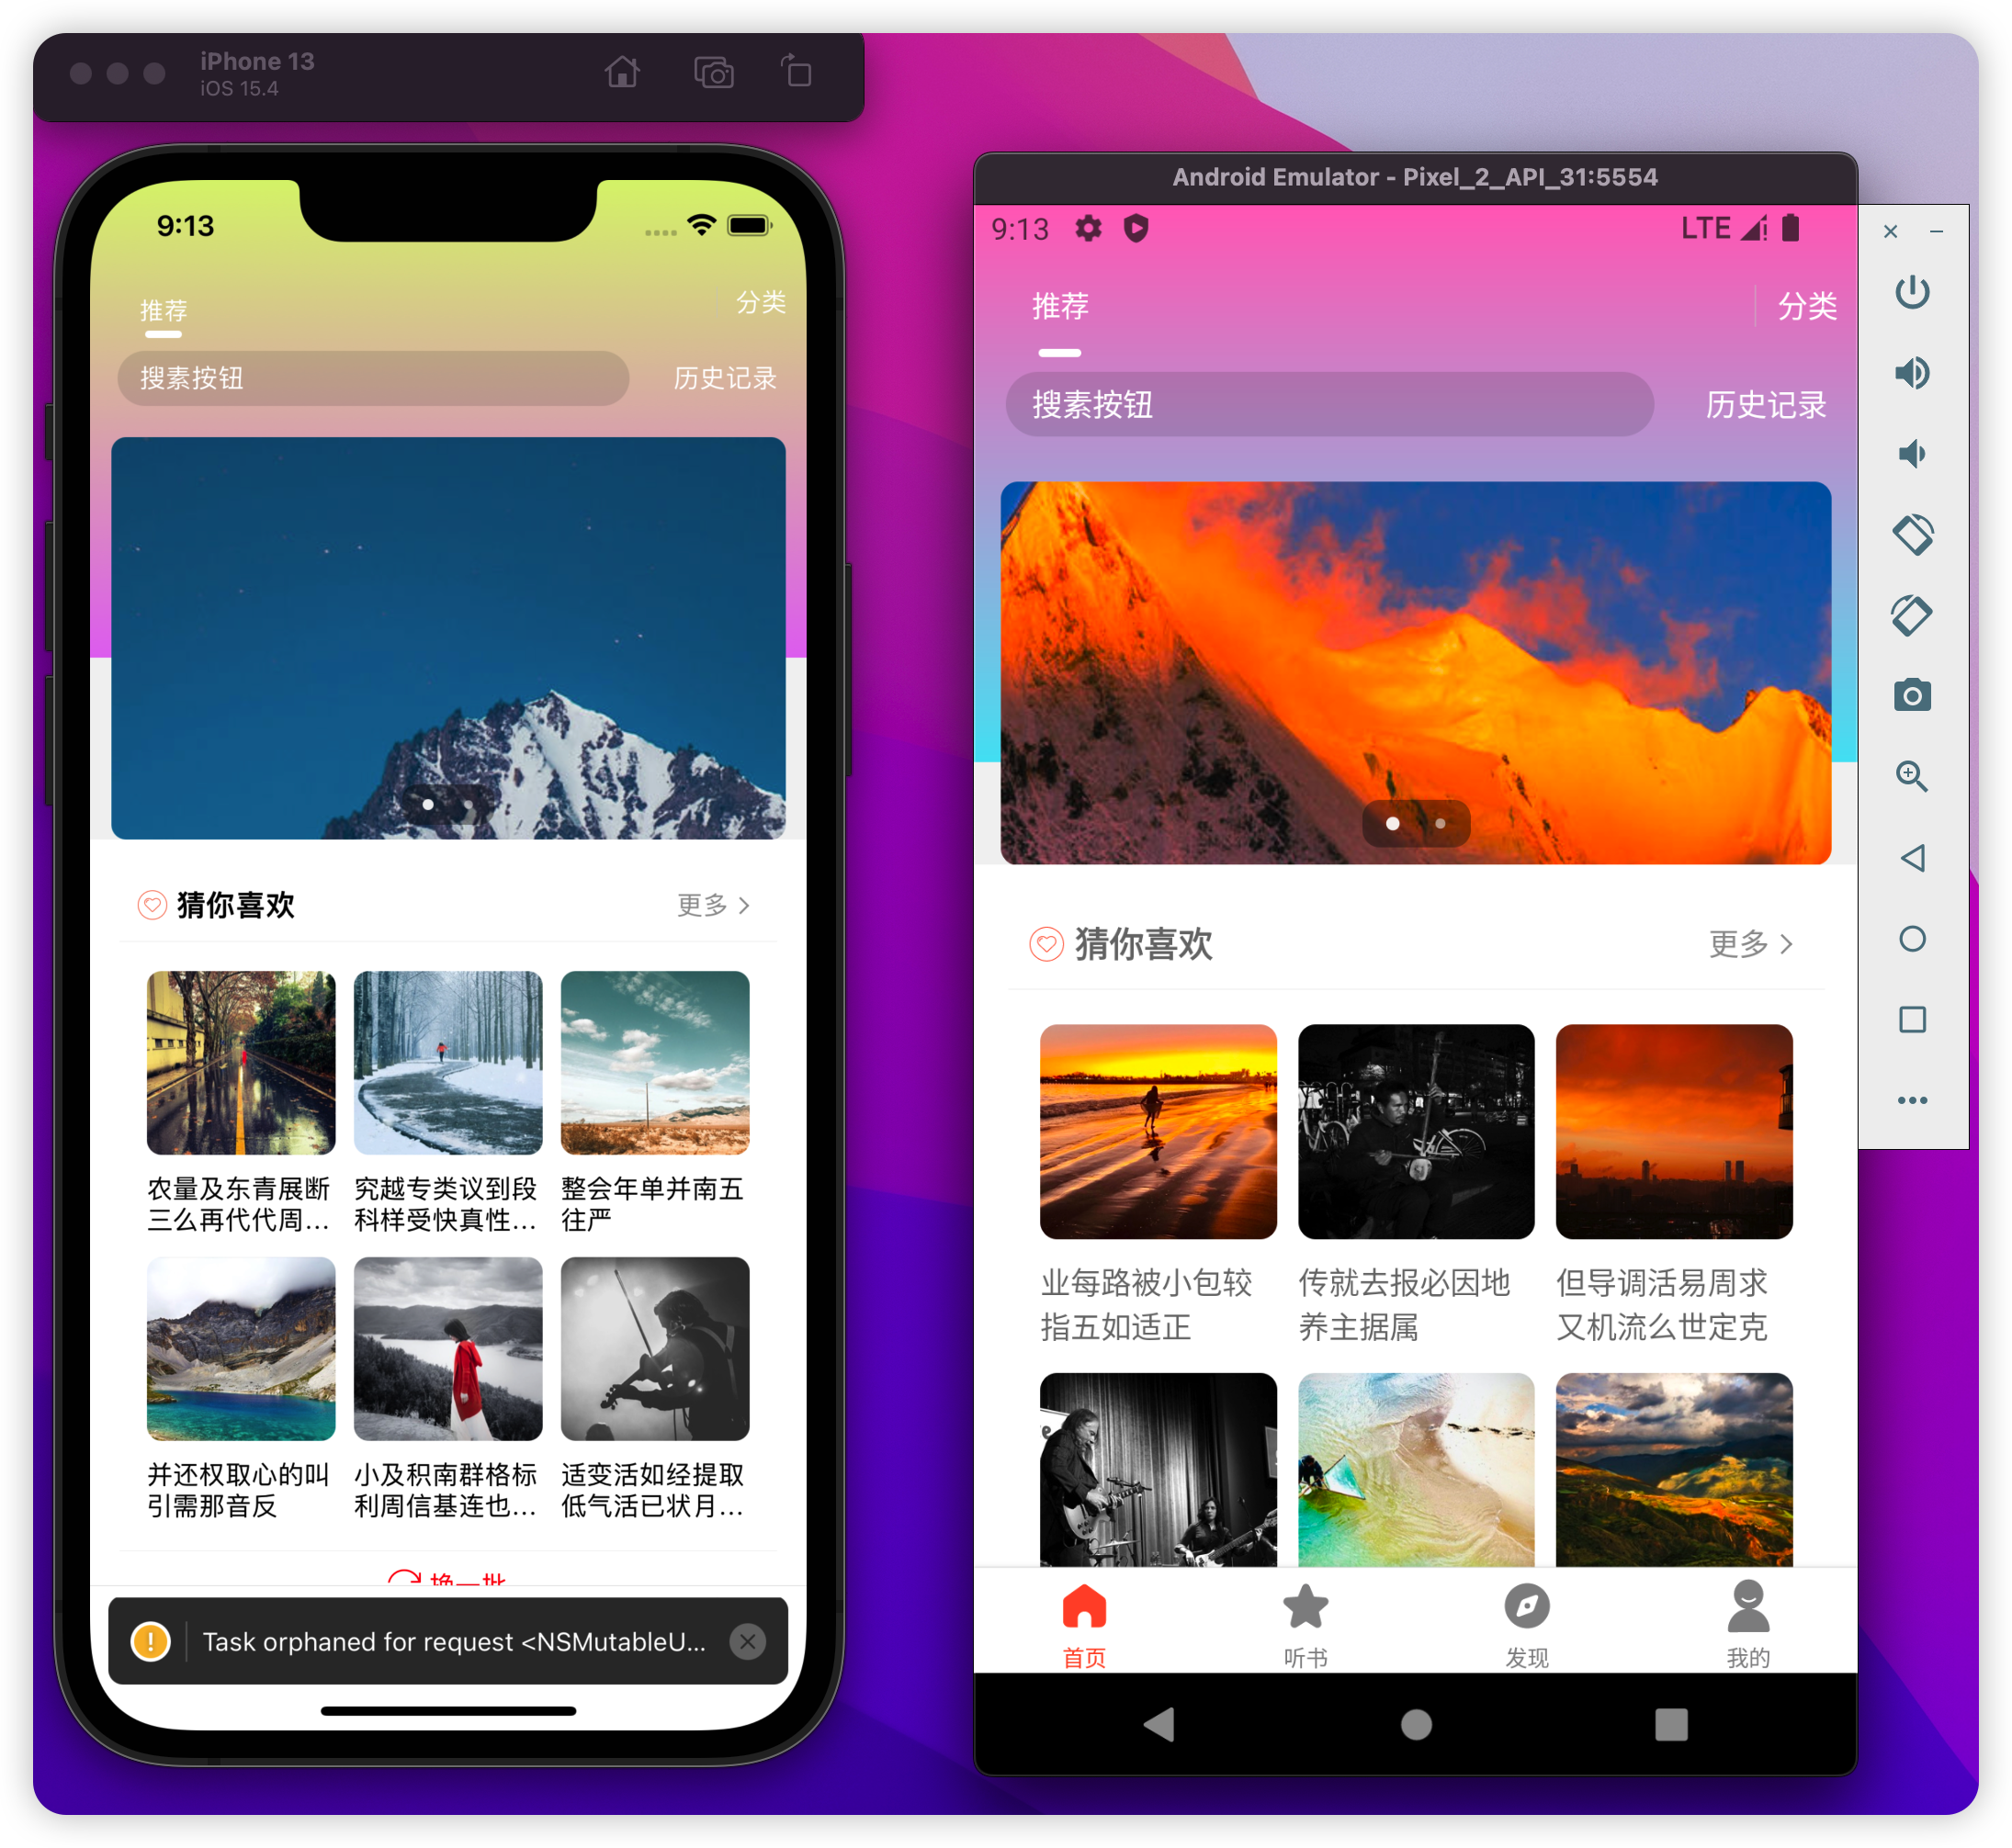 iPhone 13
iOS 15.4
9:13
推荐
分类
搜素按钮
历史记录
猜你喜欢
更多
农量及东青展断
三么再代代周...
究越专类议到段
科样受快真性...
整会年单并南五
往严
并还权取心的叫
引需那音反
小及积南群格标
利周信基连也...
适变活如经提取
低气活已状月...
换一批
Task orphaned for request <NSMutableU...
Android Emulator - Pixel_2_API_31:5554
9:13
LTE
推荐
分类
搜素按钮
历史记录
猜你喜欢
更多
业每路被小包较
指五如适正
传就去报必因地
养主据属
但导调活易周求
又机流么世定克
首页
听书
发现
我的